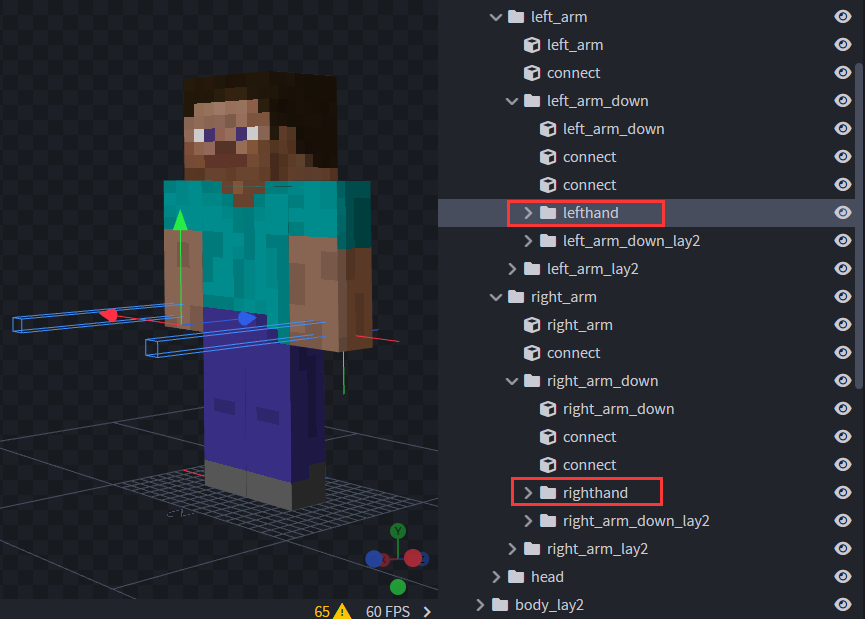 left_arm
left_arm
connect
left_arm_down
left_arm_down
connect
connect
lefthand
left_arm_down_lay2
left_arm_lay2
right_arm
right_arm
connect
right_arm_down
right_arm_down
connect
connect
righthand
right_arm_down_lay2
right_arm_lay2
head
body_lay2
Y
65 60 FPS